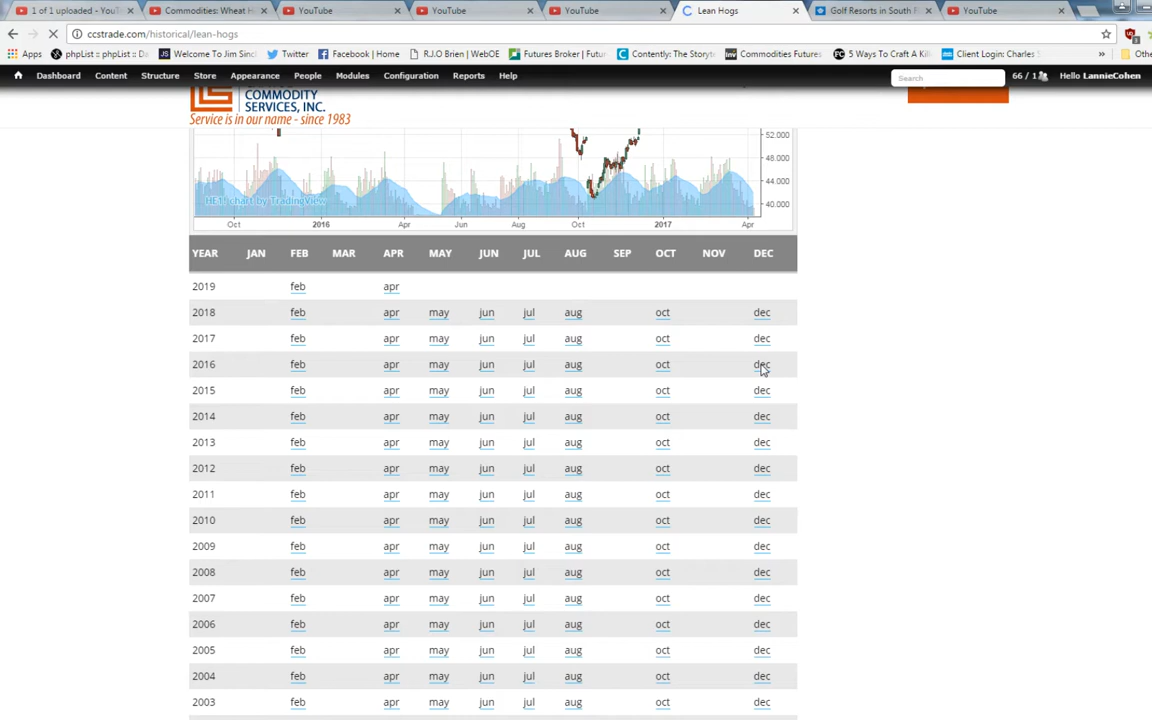 1 of 1 uploaded - YouT
Commodities: Wheat H
YouTube
YouTube
YouTube
Lean Hogs
Golf Resorts in South F
YouTube
ccstrade.com/historical/lean-hogs
Apps
phpList :: phpList :: De
Welcome To Jim Sincl
Twitter
Facebook | Home
R.J.O Brien | WebOE
Futures Broker | Futu
Contently: The Storyt
Commodities Futures
5 Ways To Craft A Kille
Client Login: Charles S
»
Other
Dashboard
Content
Structure
Store
Appearance
People
Modules
Configuration
Reports
Help
Search
66 / 1
Hello LannieCohen
COMMODITY
SERVICES, INC.
Service is in our name - since 1983
52.000
48.000
44.000
40.000
HE1! chart by TradingView
Oct 2016 Apr Jun Aug Oct 2017 Apr
YEAR JAN FEB MAR APR MAY JUN JUL AUG SEP OCT NOV DEC
2019 feb apr
2018 feb apr may jun jul aug oct dec
2017 feb apr may jun jul aug oct dec
2016 feb apr may jun jul aug oct dec
2015 feb apr may jun jul aug oct dec
2014 feb apr may jun jul aug oct dec
2013 feb apr may jun jul aug oct dec
2012 feb apr may jun jul aug oct dec
2011 feb apr may jun jul aug oct dec
2010 feb apr may jun jul aug oct dec
2009 feb apr may jun jul aug oct dec
2008 feb apr may jun jul aug oct dec
2007 feb apr may jun jul aug oct dec
2006 feb apr may jun jul aug oct dec
2005 feb apr may jun jul aug oct dec
2004 feb apr may jun jul aug oct dec
2003 feb apr may jun jul aug oct dec